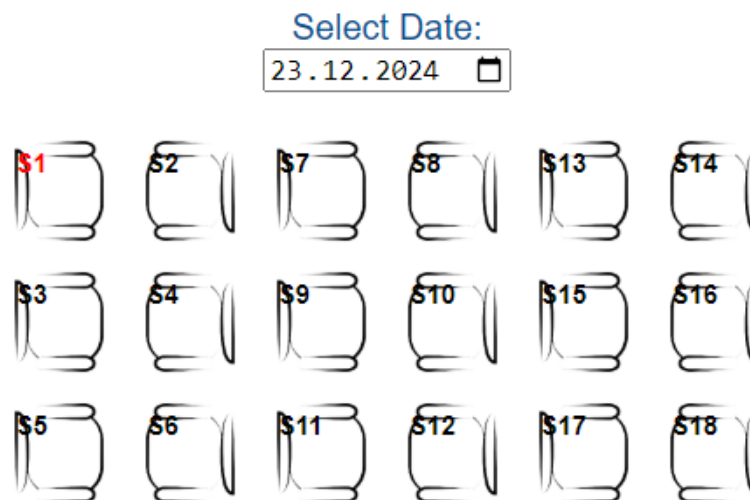 Select Date:
23.12.2024
S1 S2 S7 S8 S13 S14
S3 S4 S9 S10 S15 S16
S5 S6 S11 S12 S17 S18